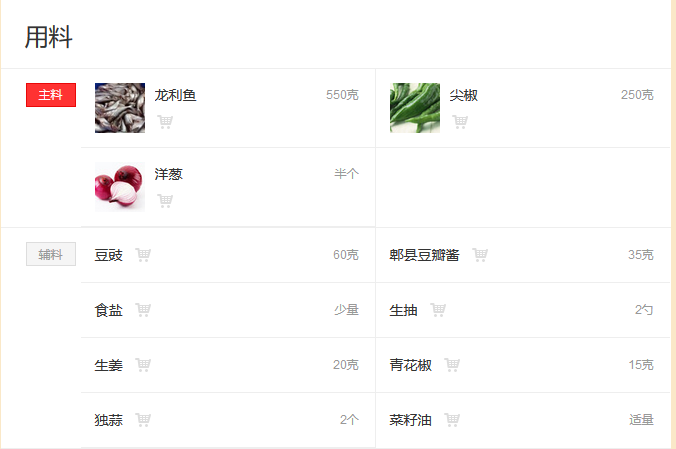 用料
主料 龙利鱼 550克 尖椒 250克
洋葱 半个
辅料 豆豉 60克 郫县豆瓣酱 35克
食盐 少量 生抽 2勺
生姜 20克 青花椒 15克
独蒜 2个 菜籽油 适量